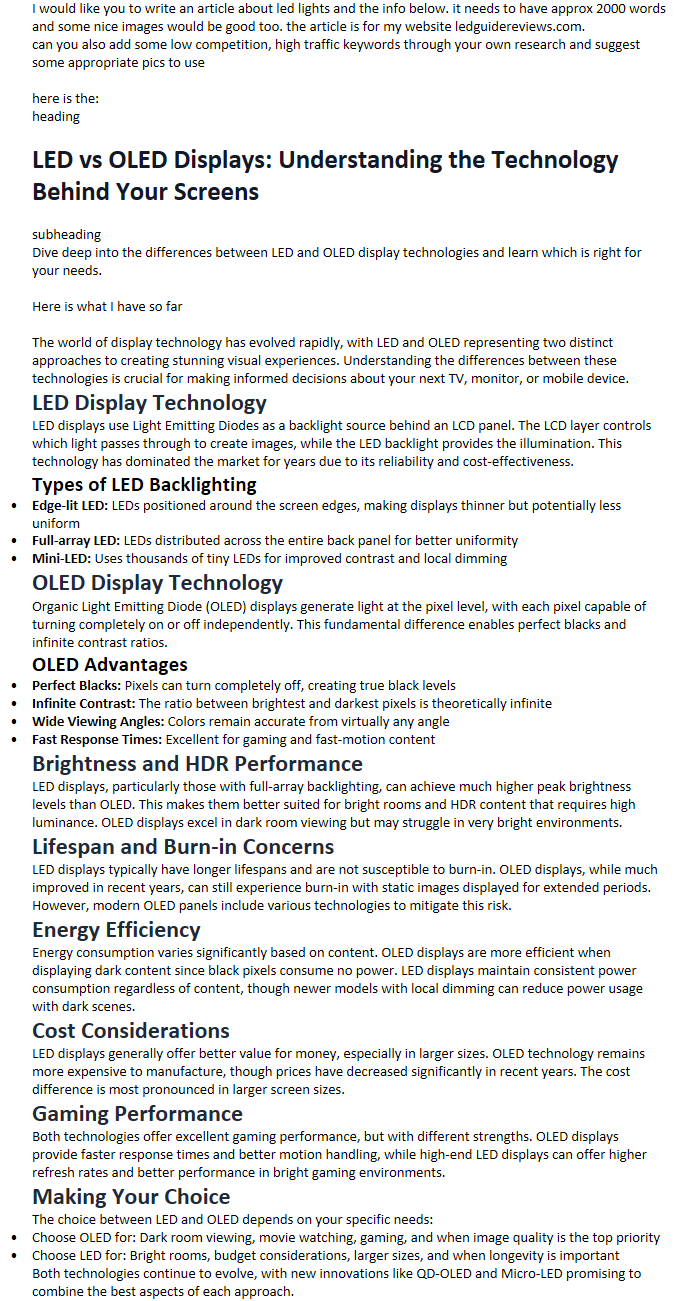 I would like you to write an article about led lights and the info below. it needs to have approx 2000 words
and some nice images would be good too. the article is for my website ledguidereviews.com.
can you also add some low competition, high traffic keywords through your own research and suggest
some appropriate pics to use
here is the:
heading
LED vs OLED Displays: Understanding the Technology
Behind Your Screens
subheading
Dive deep into the differences between LED and OLED display technologies and learn which is right for
your needs.
Here is what I have so far
The world of display technology has evolved rapidly, with LED and OLED representing two distinct
approaches to creating stunning visual experiences. Understanding the differences between these
technologies is crucial for making informed decisions about your next TV, monitor, or mobile device.
LED Display Technology
LED displays use Light Emitting Diodes as a backlight source behind an LCD panel. The LCD layer controls
which light passes through to create images, while the LED backlight provides the illumination. This
technology has dominated the market for years due to its reliability and cost-effectiveness.
Types of LED Backlighting
• Edge-lit LED: LEDs positioned around the screen edges, making displays thinner but potentially less
uniform
• Full-array LED: LEDs distributed across the entire back panel for better uniformity
• Mini-LED: Uses thousands of tiny LEDs for improved contrast and local dimming
OLED Display Technology
Organic Light Emitting Diode (OLED) displays generate light at the pixel level, with each pixel capable of
turning completely on or off independently. This fundamental difference enables perfect blacks and
infinite contrast ratios.
OLED Advantages
• Perfect Blacks: Pixels can turn completely off, creating true black levels
• Infinite Contrast: The ratio between brightest and darkest pixels is theoretically infinite
• Wide Viewing Angles: Colors remain accurate from virtually any angle
• Fast Response Times: Excellent for gaming and fast-motion content
Brightness and HDR Performance
LED displays, particularly those with full-array backlighting, can achieve much higher peak brightness
levels than OLED. This makes them better suited for bright rooms and HDR content that requires high
luminance. OLED displays excel in dark room viewing but may struggle in very bright environments.
Lifespan and Burn-in Concerns
LED displays typically have longer lifespans and are not susceptible to burn-in. OLED displays, while much
improved in recent years, can still experience burn-in with static images displayed for extended periods.
However, modern OLED panels include various technologies to mitigate this risk.
Energy Efficiency
Energy consumption varies significantly based on content. OLED displays are more efficient when
displaying dark content since black pixels consume no power. LED displays maintain consistent power
consumption regardless of content, though newer models with local dimming can reduce power usage
with dark scenes.
Cost Considerations
LED displays generally offer better value for money, especially in larger sizes. OLED technology remains
more expensive to manufacture, though prices have decreased significantly in recent years. The cost
difference is most pronounced in larger screen sizes.
Gaming Performance
Both technologies offer excellent gaming performance, but with different strengths. OLED displays
provide faster response times and better motion handling, while high-end LED displays can offer higher
refresh rates and better performance in bright gaming environments.
Making Your Choice
The choice between LED and OLED depends on your specific needs:
• Choose OLED for: Dark room viewing, movie watching, gaming, and when image quality is the top priority
• Choose LED for: Bright rooms, budget considerations, larger sizes, and when longevity is important
Both technologies continue to evolve, with new innovations like QD-OLED and Micro-LED promising to
combine the best aspects of each approach.